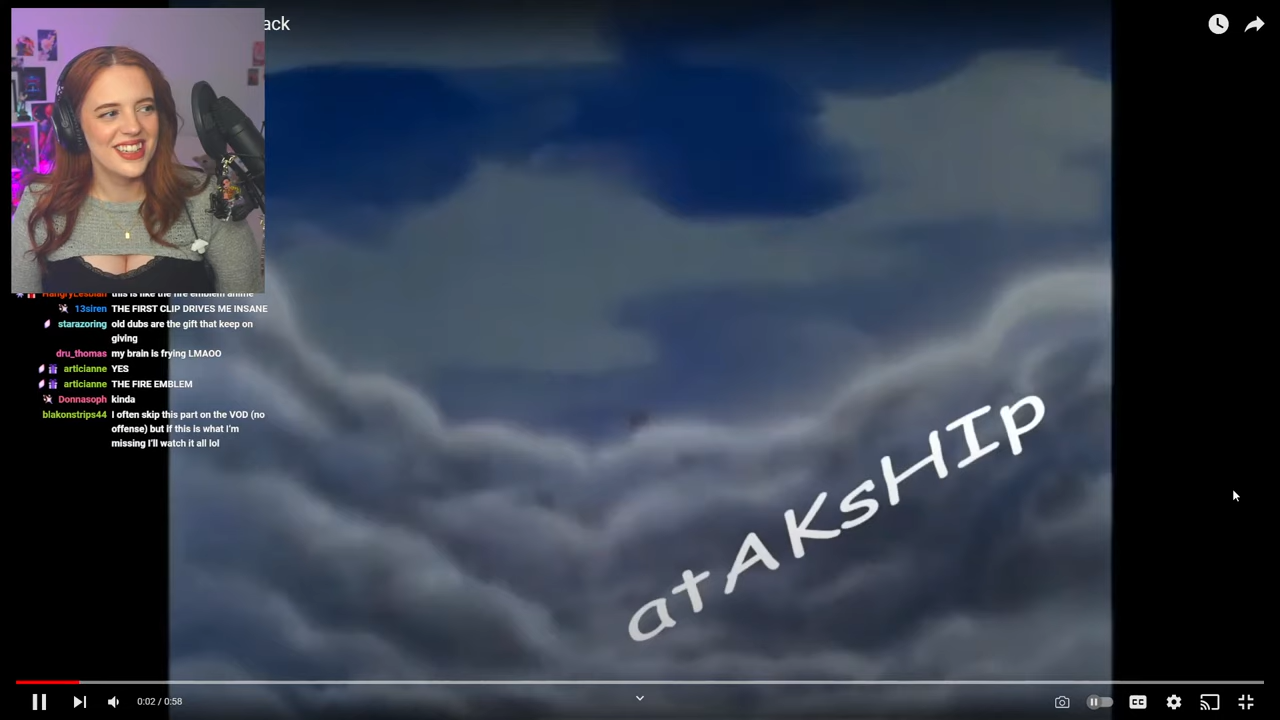 ack
HangryLesbian this is like the fire emblem anime
13siren THE FIRST CLIP DRIVES ME INSANE
starazoring old dubs are the gift that keep on
giving
dru_thomas my brain is frying LMAOO
articianne YES
articianne THE FIRE EMBLEM
Donnasoph kinda
blakonstrips44 I often skip this part on the VOD (no
offense) but if this is what I'm
missing I'll watch it all lol
atAKsHIp
0:02 / 0:58
CC